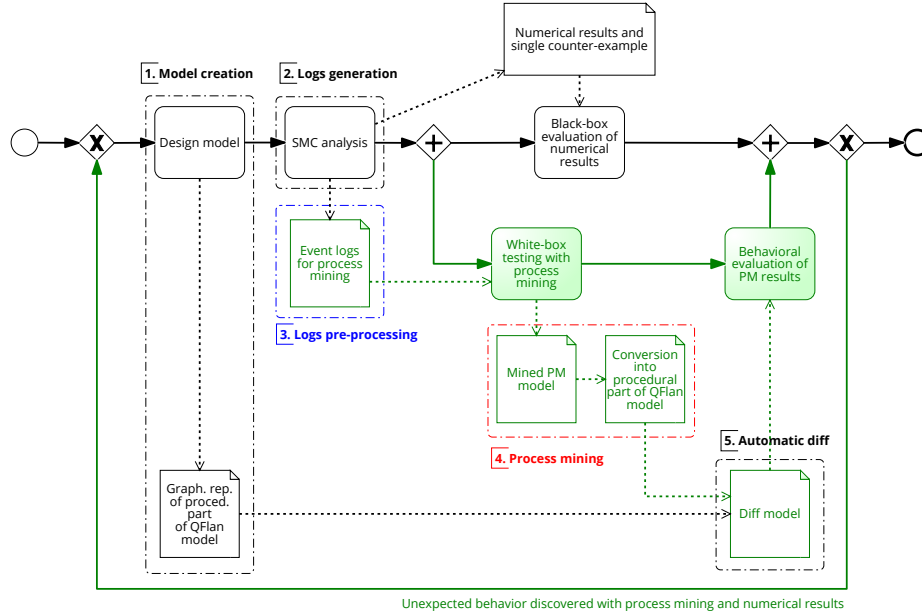 Numerical results and
single counter-example
1. Model creation
2. Logs generation
X
Design model
SMC analysis
+
Black-box
evaluation of
numerical
results
+
X
Event logs
for process
mining
White-box
testing with
process
mining
Behavioral
evaluation of
PM results
3. Logs pre-processing
Mined PM
model
Conversion
into
procedural
part of QFlan
model
4. Process mining
5. Automatic diff
Graph. rep.
of proced.
part
of QFlan
model
Diff model
Unexpected behavior discovered with process mining and numerical results